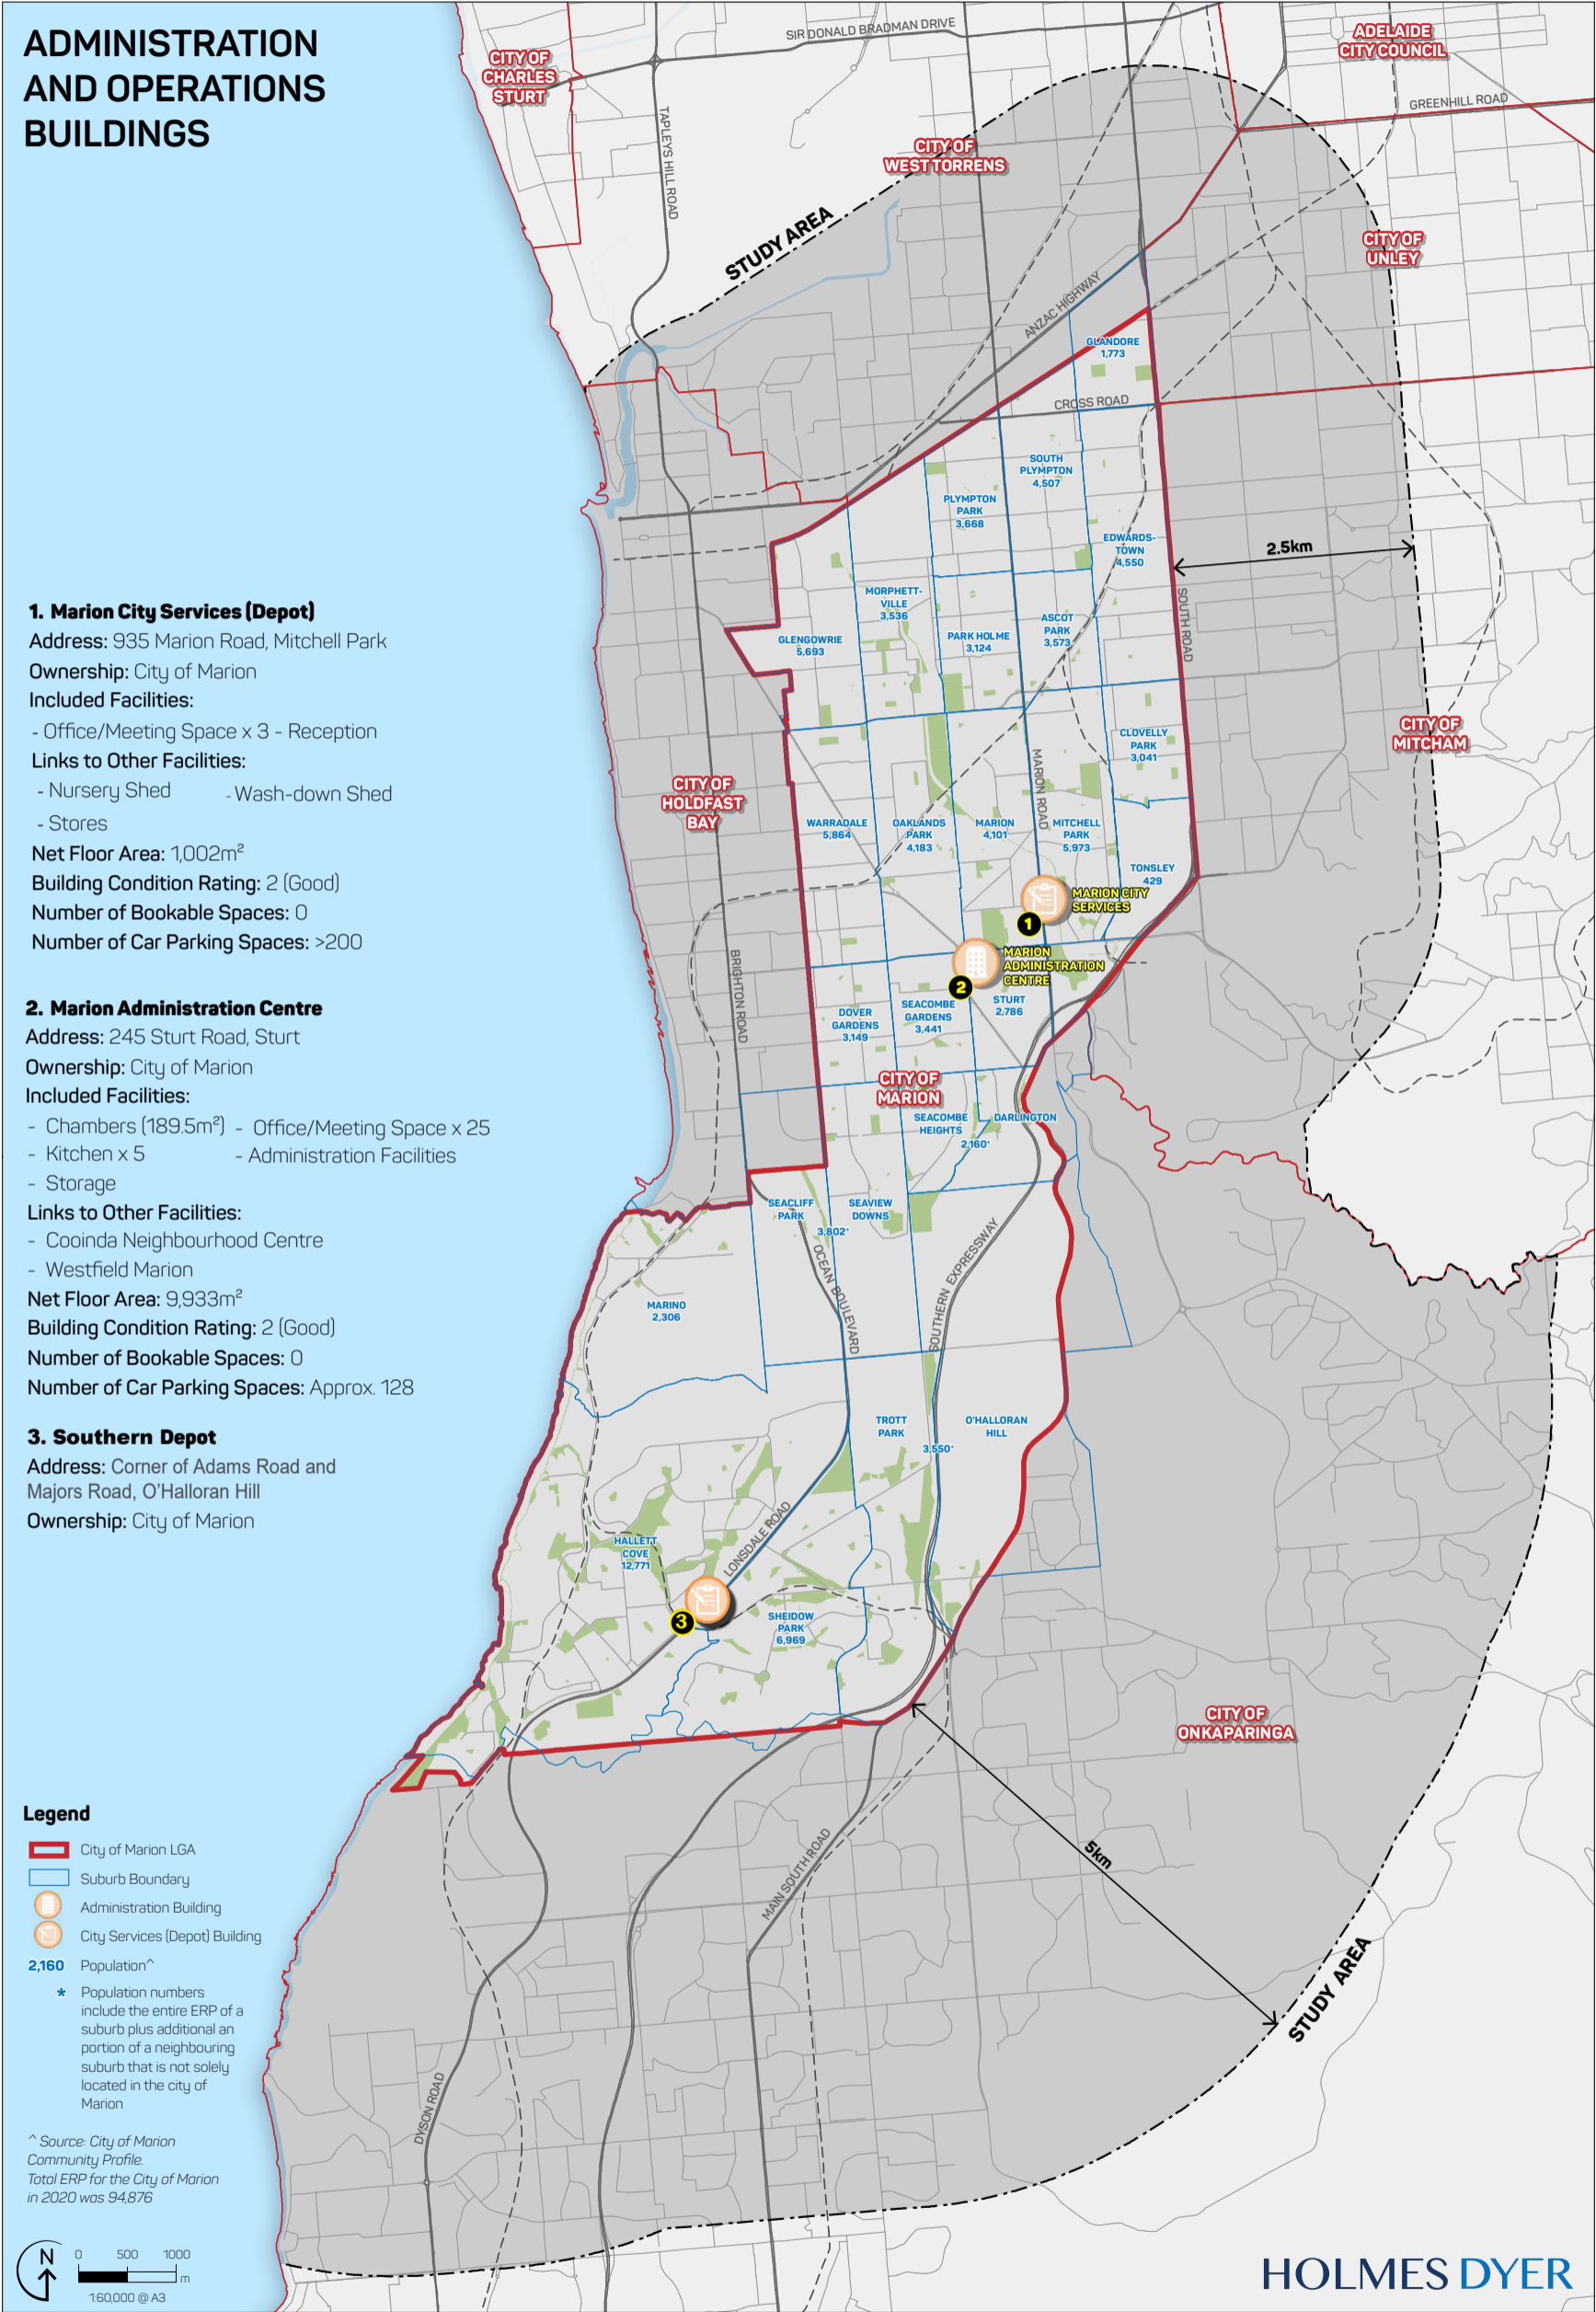 ADMINISTRATION
AND OPERATIONS
BUILDINGS
1. Marion City Services (Depot)
Address: 935 Marion Road, Mitchell Park
Ownership: City of Marion
Included Facilities:
- Office/Meeting Space x 3 - Reception
Links to Other Facilities:
- Nursery Shed - Wash-down Shed
- Stores
Net Floor Area: 1,002m²
Building Condition Rating: 2 (Good)
Number of Bookable Spaces: 0
Number of Car Parking Spaces: >200
2. Marion Administration Centre
Address: 245 Sturt Road, Sturt
Ownership: City of Marion
Included Facilities:
- Chambers (189.5m²) - Office/Meeting Space x 25
- Kitchen x 5 - Administration Facilities
- Storage
Links to Other Facilities:
- Cooinda Neighbourhood Centre
- Westfield Marion
Net Floor Area: 9,933m²
Building Condition Rating: 2 (Good)
Number of Bookable Spaces: 0
Number of Car Parking Spaces: Approx. 128
3. Southern Depot
Address: Corner of Adams Road and
Majors Road, O'Halloran Hill
Ownership: City of Marion
Legend
City of Marion LGA
Suburb Boundary
Administration Building
City Services (Depot) Building
2,160 Population^
* Population numbers
include the entire ERP of a
suburb plus additional an
portion of a neighbouring
suburb that is not solely
located in the city of
Marion
^ Source: City of Marion
Community Profile.
Total ERP for the City of Marion
in 2020 was 94,876
N
0 500 1000
m
1:60,000 @ A3
CITY OF
CHARLES
STURT
SIR DONALD BRADMAN DRIVE
ADELAIDE
CITY COUNCIL
GREENHILL ROAD
TAPLEYS HILL ROAD
CITY OF
WEST TORRENS
STUDY AREA
CITY OF
UNLEY
ANZAC HIGHWAY
GLANDORE
1,773
CROSS ROAD
SOUTH
PLYMPTON
4,507
PLYMPTON
PARK
3,668
EDWARDS-
TOWN
4,550
2.5km
SOUTH ROAD
MORPHETT-
VILLE
3,536
GLENGOWRIE
5,693
PARK HOLME
3,124
ASCOT
PARK
3,573
CITY OF
MITCHAM
CLOVELLY
PARK
3,041
MARION ROAD
CITY OF
HOLDFAST
BAY
WARRADALE
5,864
OAKLANDS
PARK
4,183
MARION
4,101
MITCHELL
PARK
5,973
TONSLEY
429
MARION CITY
SERVICES
1
MARION
ADMINISTRATION
CENTRE
2
BRIGHTON ROAD
DOVER
GARDENS
3,149
SEACOMBE
GARDENS
3,441
STURT
2,786
CITY OF
MARION
SEACOMBE
HEIGHTS
DARLINGTON
2,160*
SEACLIFF
PARK
SEAVIEW
DOWNS
3,802*
OCEAN BOULEVARD
SOUTHERN EXPRESSWAY
MARINO
2,306
TROTT
PARK
O'HALLORAN
HILL
3,550*
LONSDALE ROAD
HALLETT
COVE
12,771
3
SHEIDOW
PARK
6,969
CITY OF
ONKAPARINGA
5km
MAIN SOUTH ROAD
STUDY AREA
DYSON ROAD
HOLMES DYER